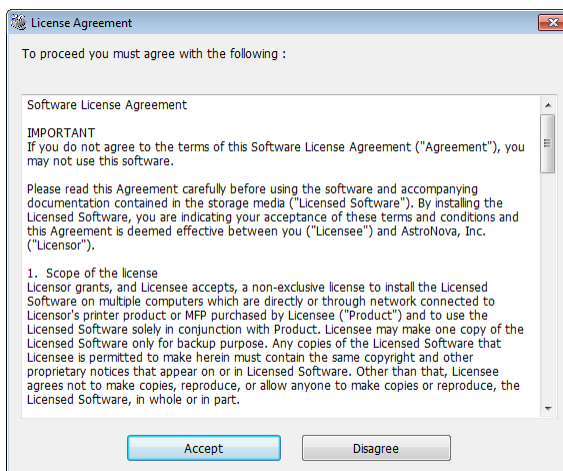 License Agreement
To proceed you must agree with the following :
Software License Agreement
IMPORTANT
If you do not agree to the terms of this Software License Agreement ("Agreement"), you
may not use this software.
Please read this Agreement carefully before using the software and accompanying
documentation contained in the storage media ("Licensed Software"). By installing the
Licensed Software, you are indicating your acceptance of these terms and conditions and
this Agreement is deemed effective between you ("Licensee") and AstroNova, Inc.
("Licensor").
1.  Scope of the license
Licensor grants, and Licensee accepts, a non-exclusive license to install the Licensed
Software on multiple computers which are directly or through network connected to
Licensor's printer product or MFP purchased by Licensee ("Product") and to use the
Licensed Software solely in conjunction with Product. Licensee may make one copy of the
Licensed Software only for backup purpose. Any copies of the Licensed Software that
Licensee is permitted to make herein must contain the same copyright and other
proprietary notices that appear on or in Licensed Software. Other than that, Licensee
agrees not to make copies, reproduce, or allow anyone to make copies or reproduce, the
Licensed Software, in whole or in part.
Accept
Disagree